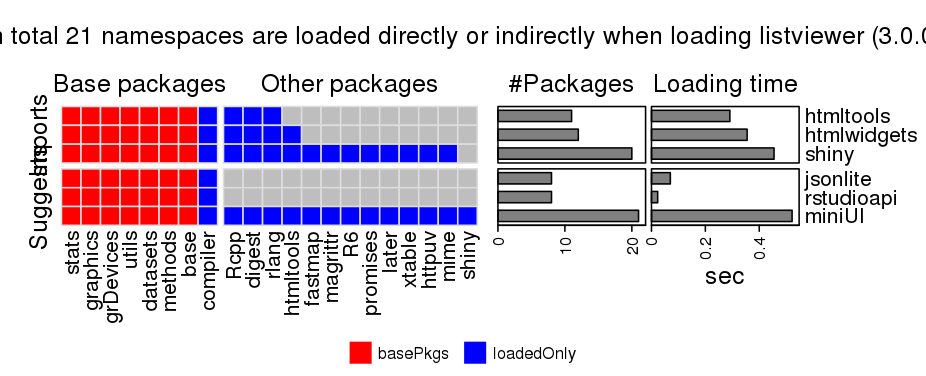 total 21 namespaces are loaded directly or indirectly when loading listviewer (3.0.0
Base packages
Other packages
#Packages
Loading time
Imports
Suggests
htmltools
htmlwidgets
shiny
jsonlite
rstudioapi
miniUI
stats
graphics
grDevices
utils
datasets
methods
base
compiler
Rcpp
digest
rlang
htmltools
fastmap
magrittr
R6
promises
later
xtable
httpuv
mime
shiny
0
10
20
0
0.2
0.4
sec
basePkgs
loadedOnly